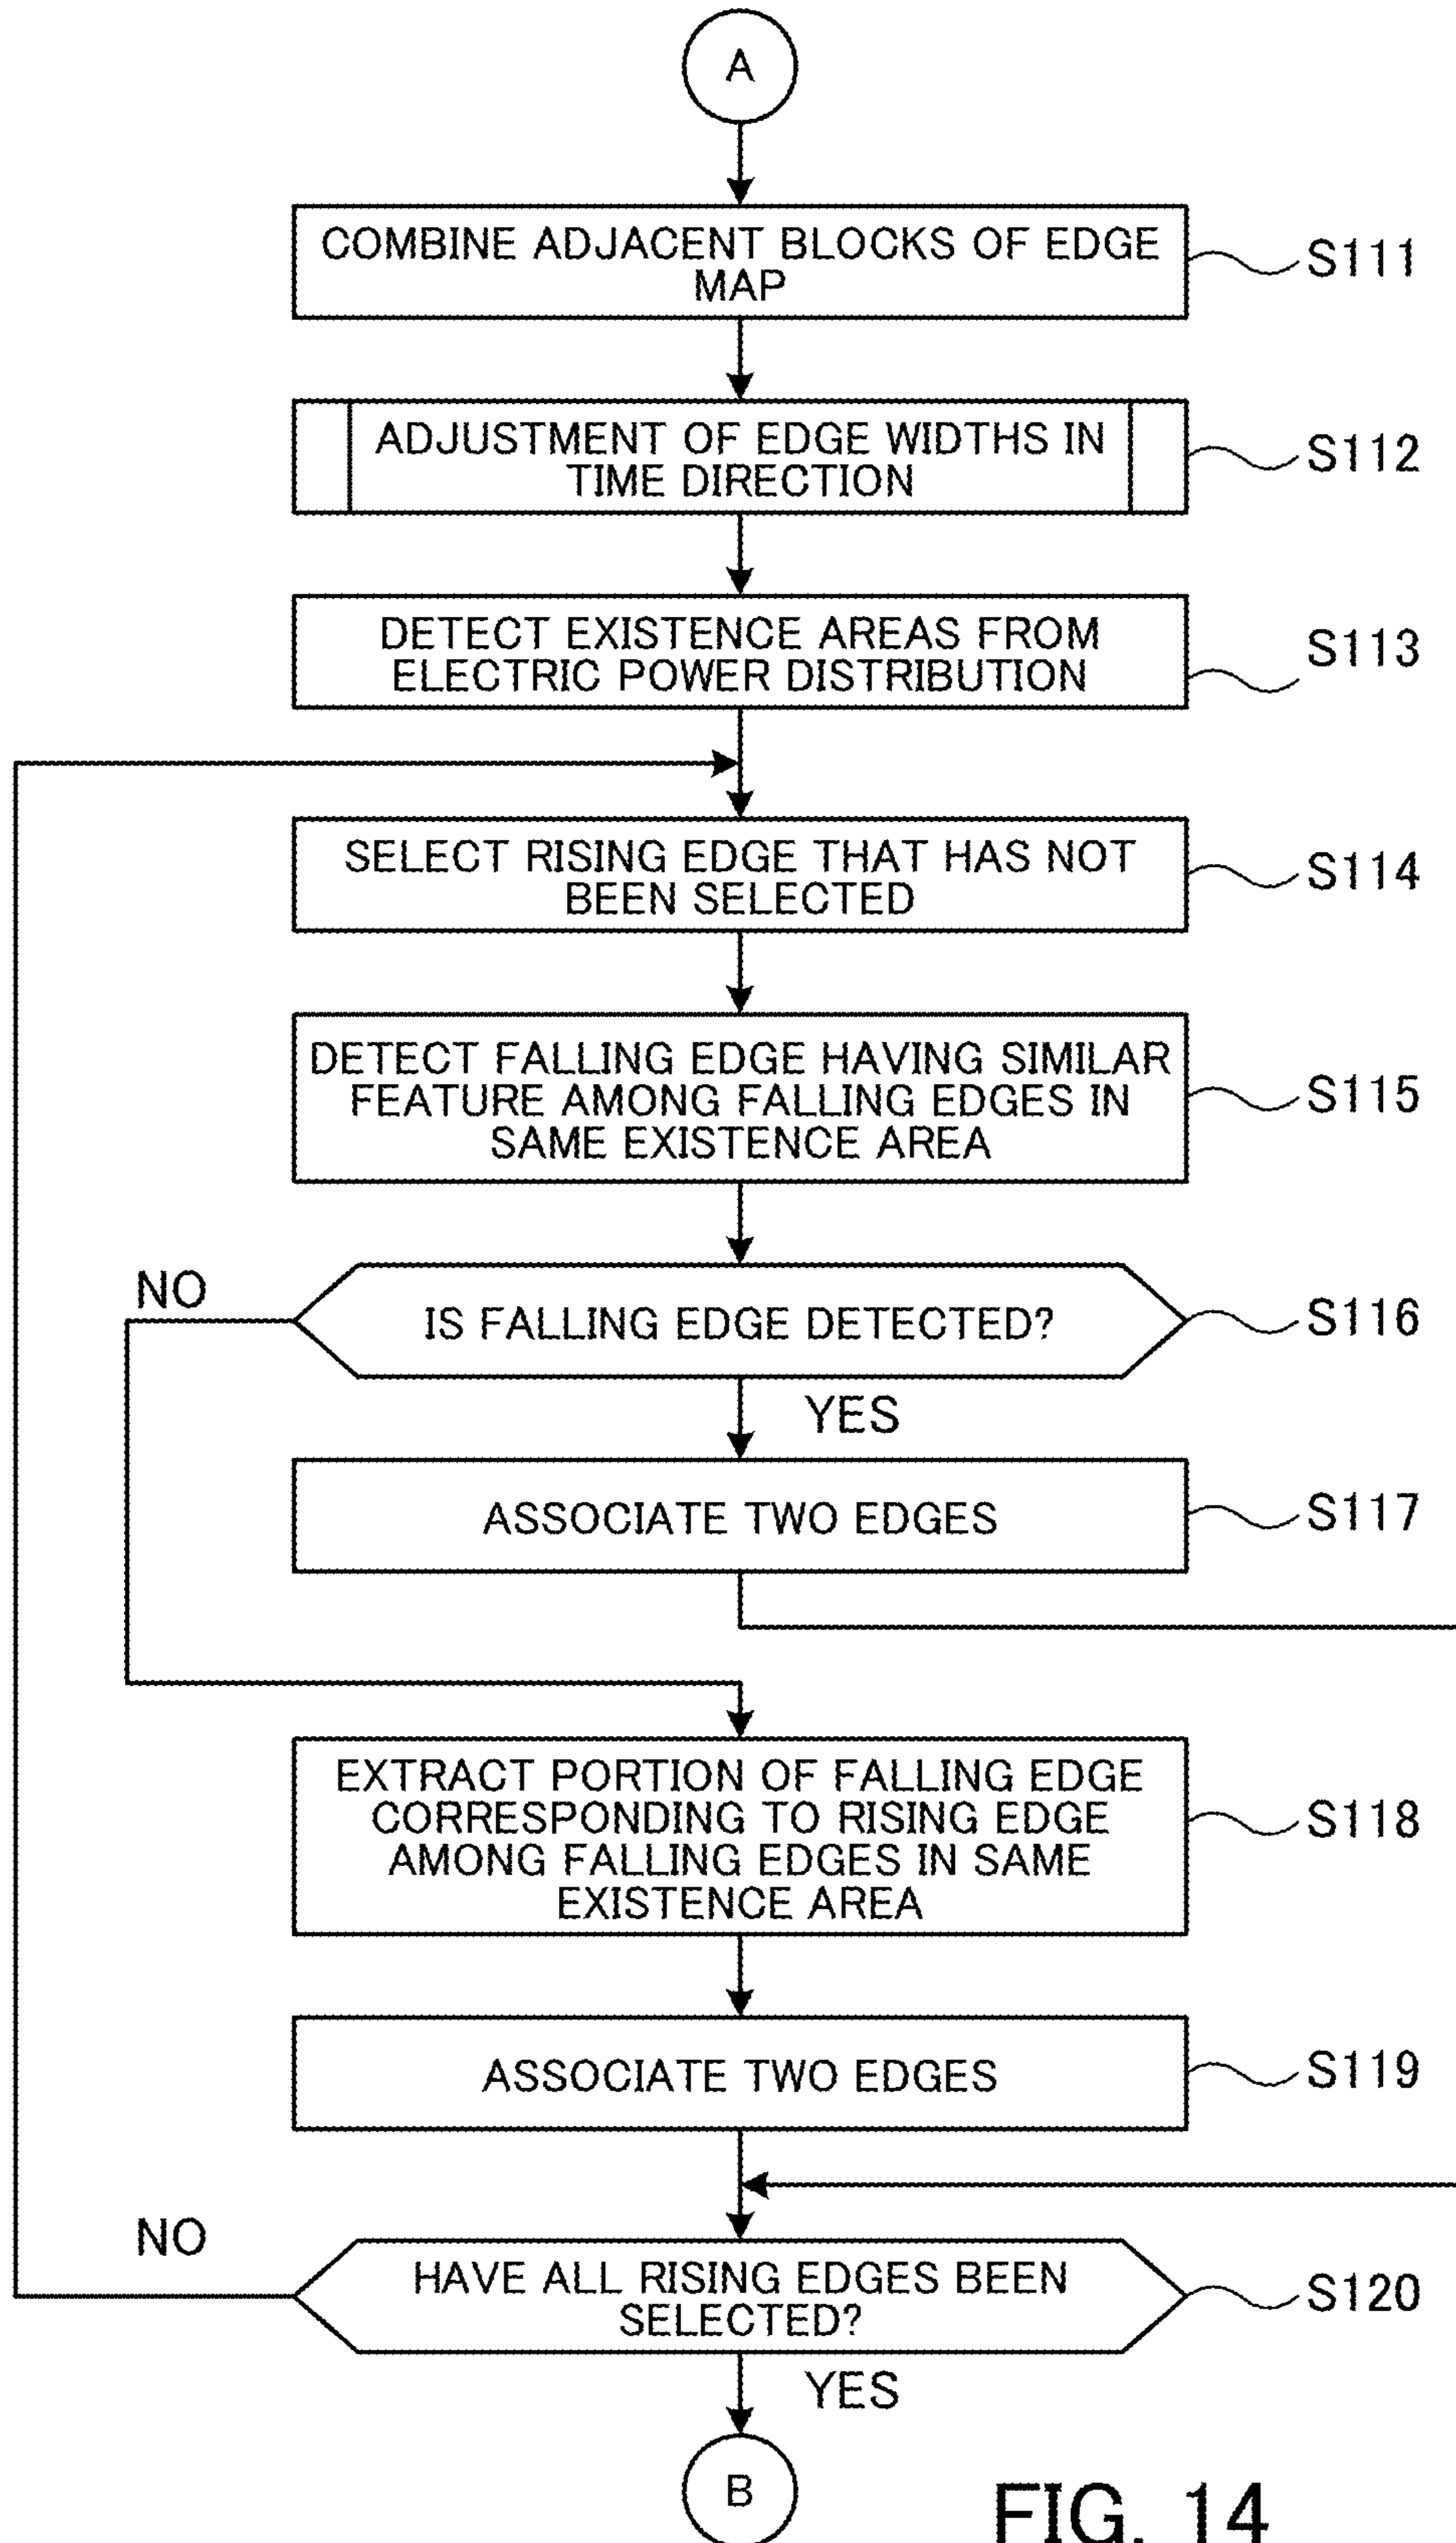 A
COMBINE ADJACENT BLOCKS OF EDGE
MAP
S111
ADJUSTMENT OF EDGE WIDTHS IN
TIME DIRECTION
S112
DETECT EXISTENCE AREAS FROM
ELECTRIC POWER DISTRIBUTION
S113
SELECT RISING EDGE THAT HAS NOT
BEEN SELECTED
S114
DETECT FALLING EDGE HAVING SIMILAR
FEATURE AMONG FALLING EDGES IN
SAME EXISTENCE AREA
S115
NO
IS FALLING EDGE DETECTED?
S116
YES
ASSOCIATE TWO EDGES
S117
EXTRACT PORTION OF FALLING EDGE
CORRESPONDING TO RISING EDGE
AMONG FALLING EDGES IN SAME
EXISTENCE AREA
S118
ASSOCIATE TWO EDGES
S119
NO
HAVE ALL RISING EDGES BEEN
SELECTED?
S120
YES
B
FIG. 14